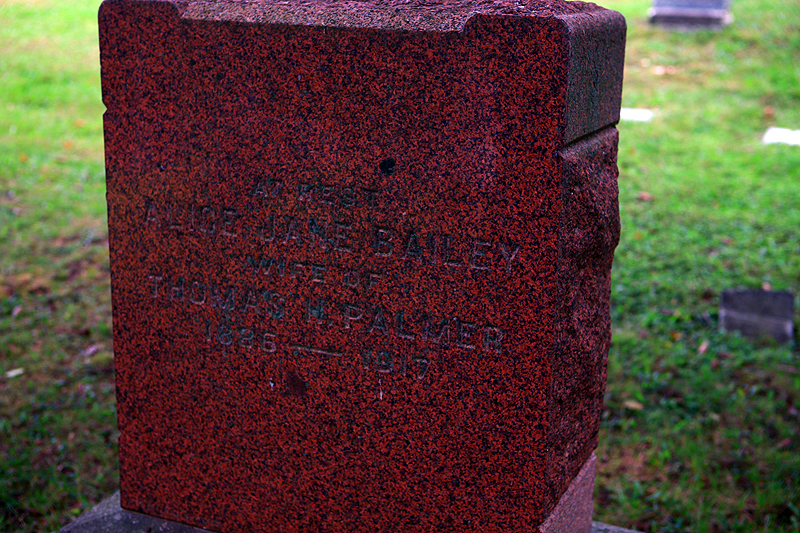 AT REST
ALICE JANE BAILEY
WIFE OF
THOMAS H. PALMER
1886 — 1917